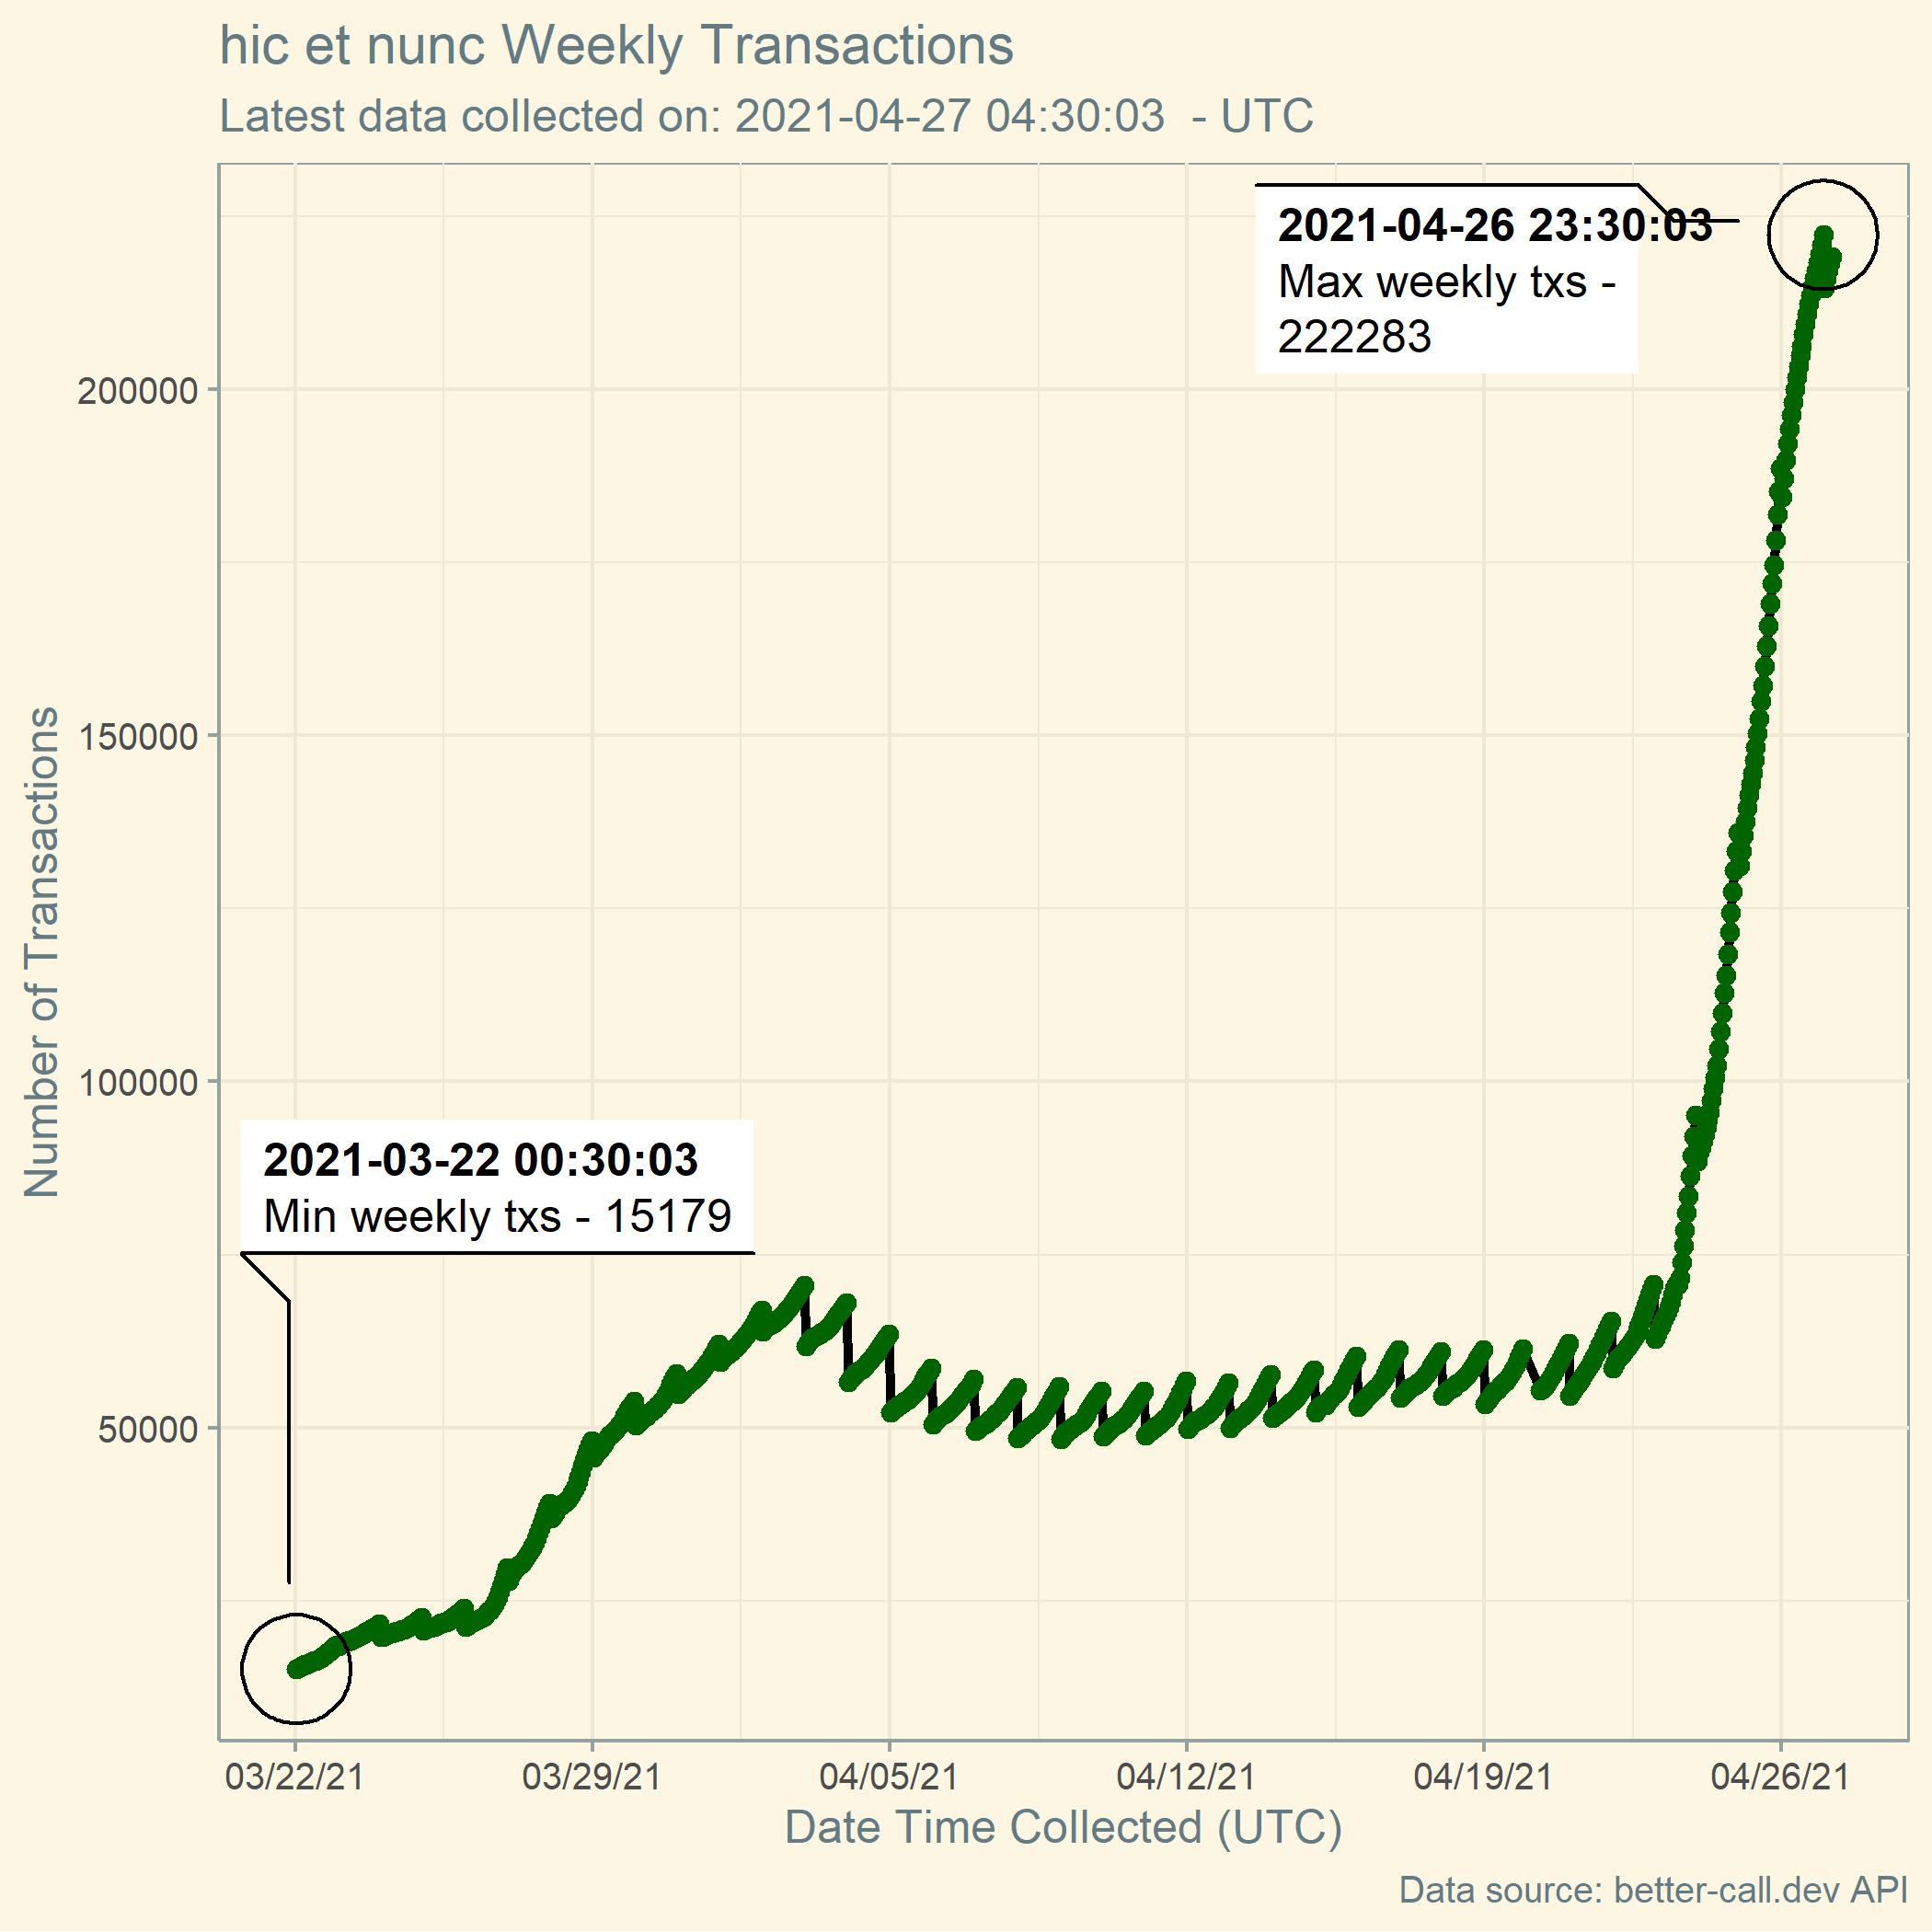 hic et nunc Weekly Transactions
Latest data collected on: 2021-04-27 04:30:03  - UTC
2021-04-26 23:30:03
Max weekly txs -
222283
200000
150000
100000
50000
Number of Transactions
2021-03-22 00:30:03
Min weekly txs - 15179
03/22/21 03/29/21 04/05/21 04/12/21 04/19/21 04/26/21
Date Time Collected (UTC)
Data source: better-call.dev API